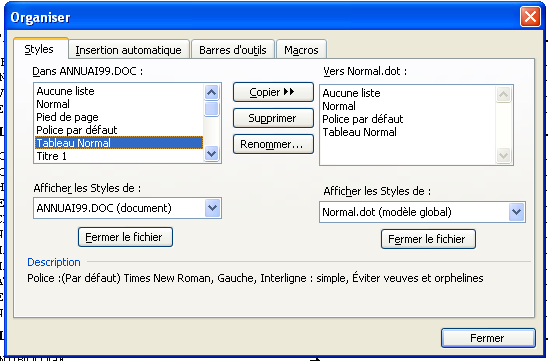 Organiser
Styles
Insertion automatique
Barres d'outils
Macros
Dans ANNUAI99.DOC :
Vers Normal.dot :
Aucune liste
Normal
Pied de page
Police par défaut
Tableau Normal
Titre 1
Copier
Supprimer
Renommer...
Aucune liste
Normal
Police par défaut
Tableau Normal
Afficher les Styles de :
ANNUAI99.DOC (document)
Fermer le fichier
Afficher les Styles de :
Normal.dot (modèle global)
Fermer le fichier
Description
Police :(Par défaut) Times New Roman, Gauche, Interligne : simple, Éviter veuves et orphelines
Fermer